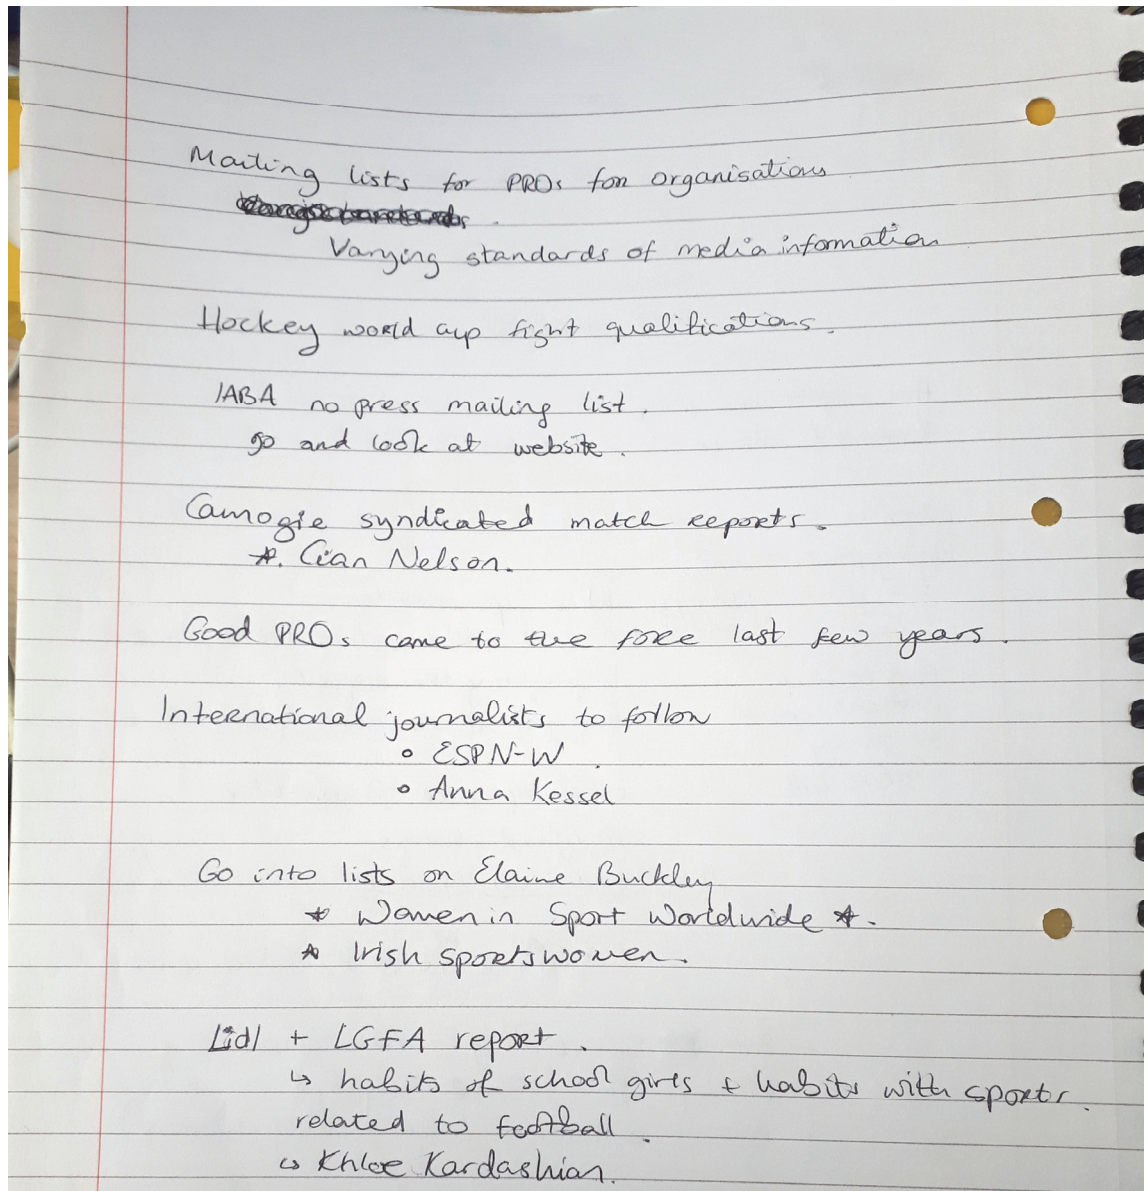 Mailing lists for PROs for organisations
Varying standards of media information
Hockey world cup fight qualifications.
IABA no press mailing list.
go and look at website.
Camogie syndicated match reports.
*. Cian Nelson.
Good PROs came to the fore last few years.
International journalists to follow
• ESPN-W.
• Anna Kessel
Go into lists on Elaine Buckley
* Women in Sport Worldwide *.
* Irish sportswomen.
Lidl + LGFA report.
↳ habits of school girls + habits with sports.
related to football.
↳ Khloe Kardashian.